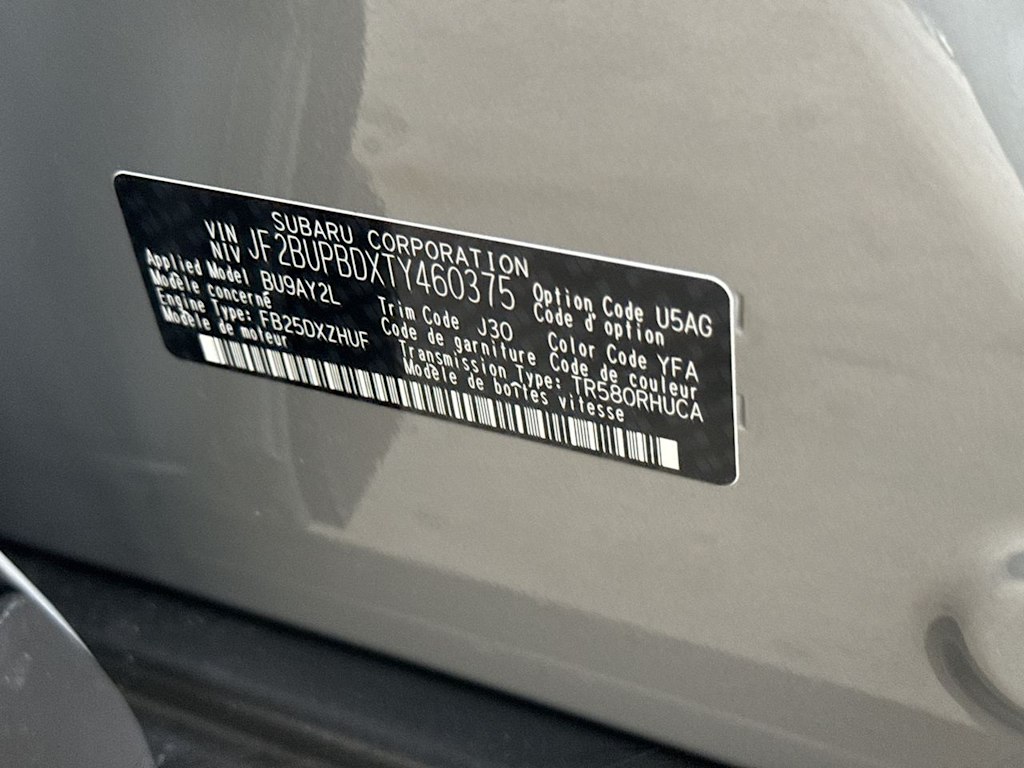 SUBARU CORPORATION
VIN
NIV JF2BUPBDXTY460375
Applied Model BU9AY2L
Modèle concerné
Engine Type: FB25DXZHUF
Modèle de moteur
Option Code U5AG
Code d'option
Trim Code J30
Code de garniture
Color Code YFA
Code de couleur
Transmission Type: TR580RHUCA
Modèle de boîtes vitesse